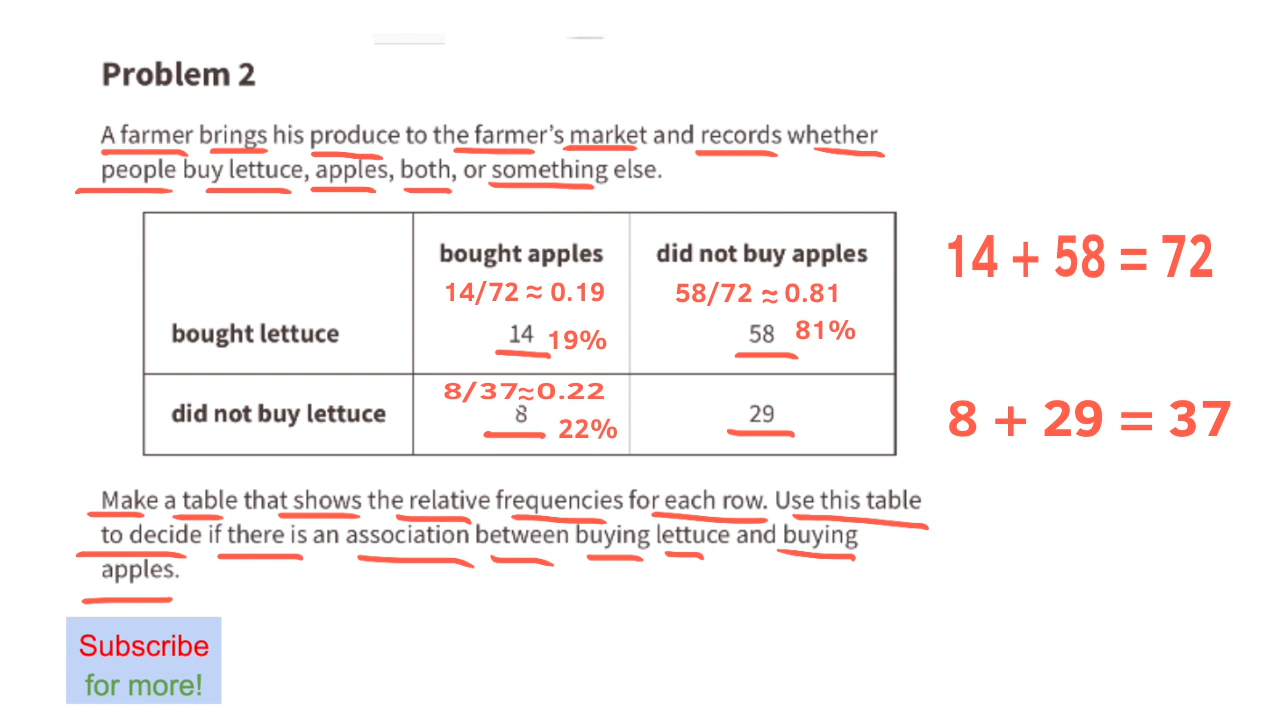 Problem 2
A farmer brings his produce to the farmer's market and records whether
people buy lettuce, apples, both, or something else.
bought apples did not buy apples
14/72 ≈ 0.19 58/72 ≈ 0.81
bought lettuce 14 19% 58 81%
8/37≈0.22
did not buy lettuce 8 22% 29
14 + 58 = 72
8 + 29 = 37
Make a table that shows the relative frequencies for each row. Use this table
to decide if there is an association between buying lettuce and buying
apples.
Subscribe
for more!